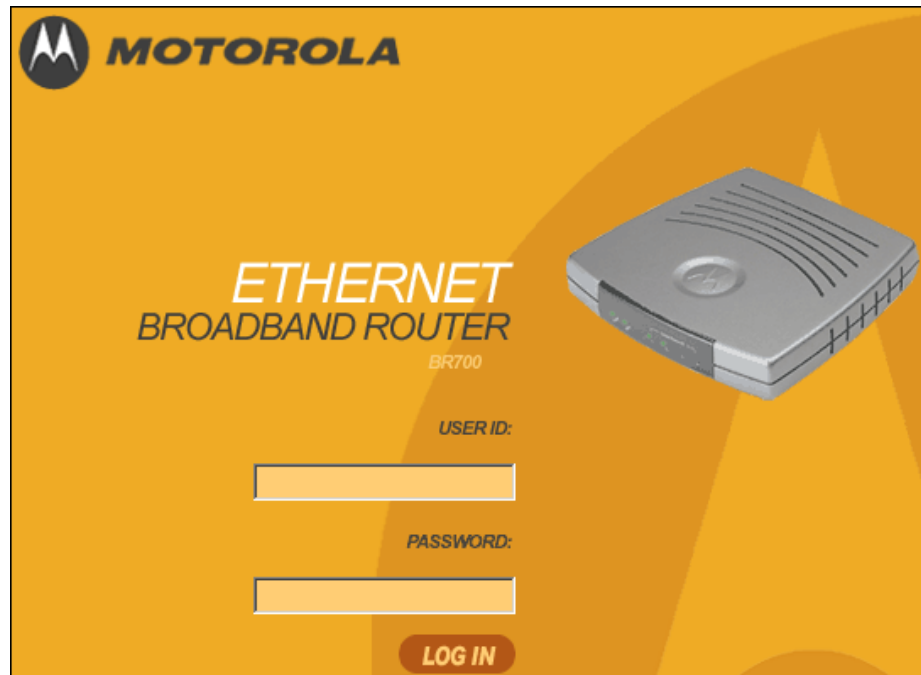 MOTOROLA
ETHERNET
BROADBAND ROUTER
BR700
USER ID:
PASSWORD:
LOG IN